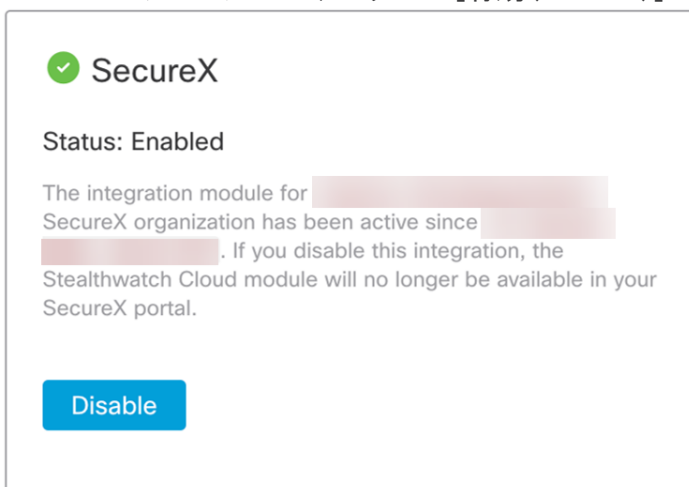 SecureX
Status: Enabled
The integration module for
SecureX organization has been active since
. If you disable this integration, the
Stealthwatch Cloud module will no longer be available in your
SecureX portal.
Disable